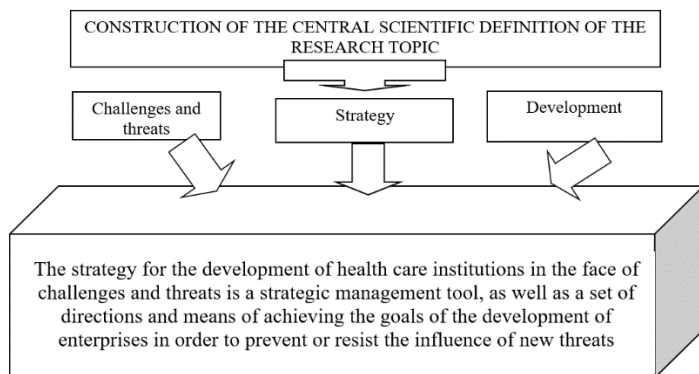 CONSTRUCTION OF THE CENTRAL SCIENTIFIC DEFINITION OF THE
RESEARCH TOPIC
Challenges and
threats
Strategy
Development
The strategy for the development of health care institutions in the face of
challenges and threats is a strategic management tool, as well as a set of
directions and means of achieving the goals of the development of
enterprises in order to prevent or resist the influence of new threats